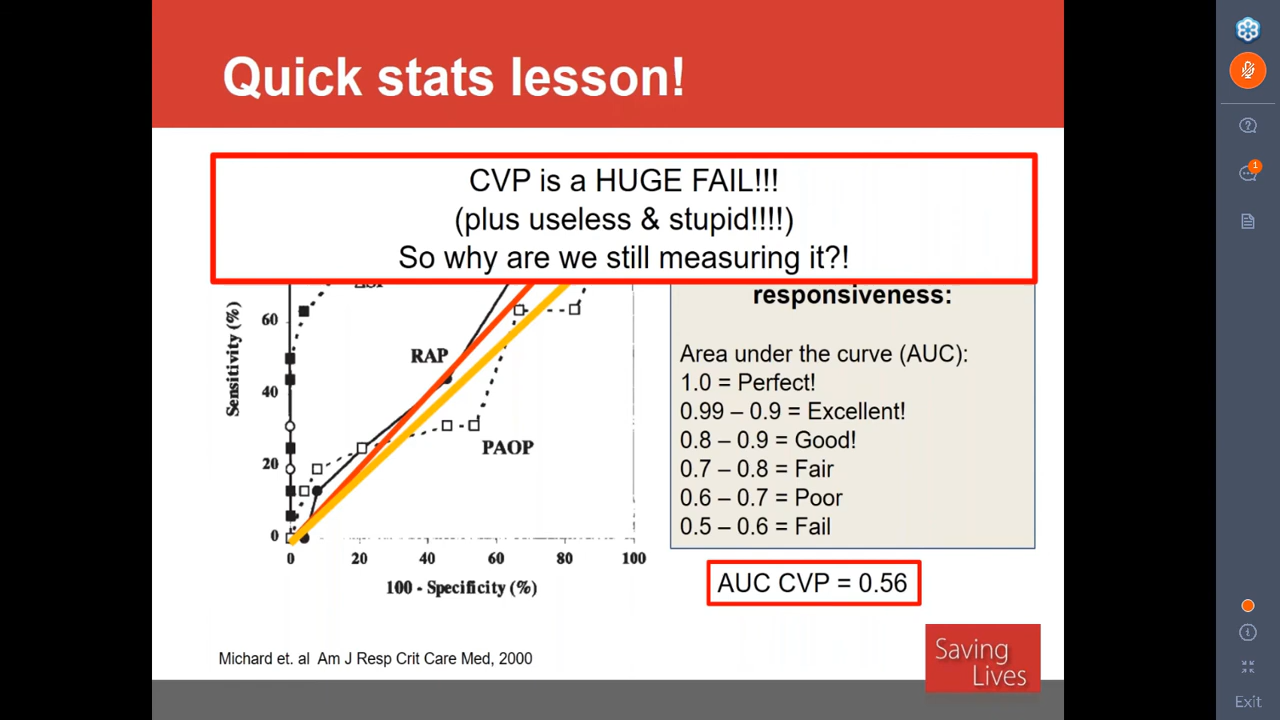 Quick stats lesson!
CVP is a HUGE FAIL!!!
(plus useless & stupid!!!!)
So why are we still measuring it?!
responsiveness:
Area under the curve (AUC):
1.0 = Perfect!
0.99 – 0.9 = Excellent!
0.8 – 0.9 = Good!
0.7 – 0.8 = Fair
0.6 – 0.7 = Poor
0.5 – 0.6 = Fail
AUC CVP = 0.56
Sensitivity (%)
60
40
20
0
RAP
PAOP
0 20 40 60 80 100
100 - Specificity (%)
Michard et. al Am J Resp Crit Care Med, 2000
Saving
Lives
1
Exit